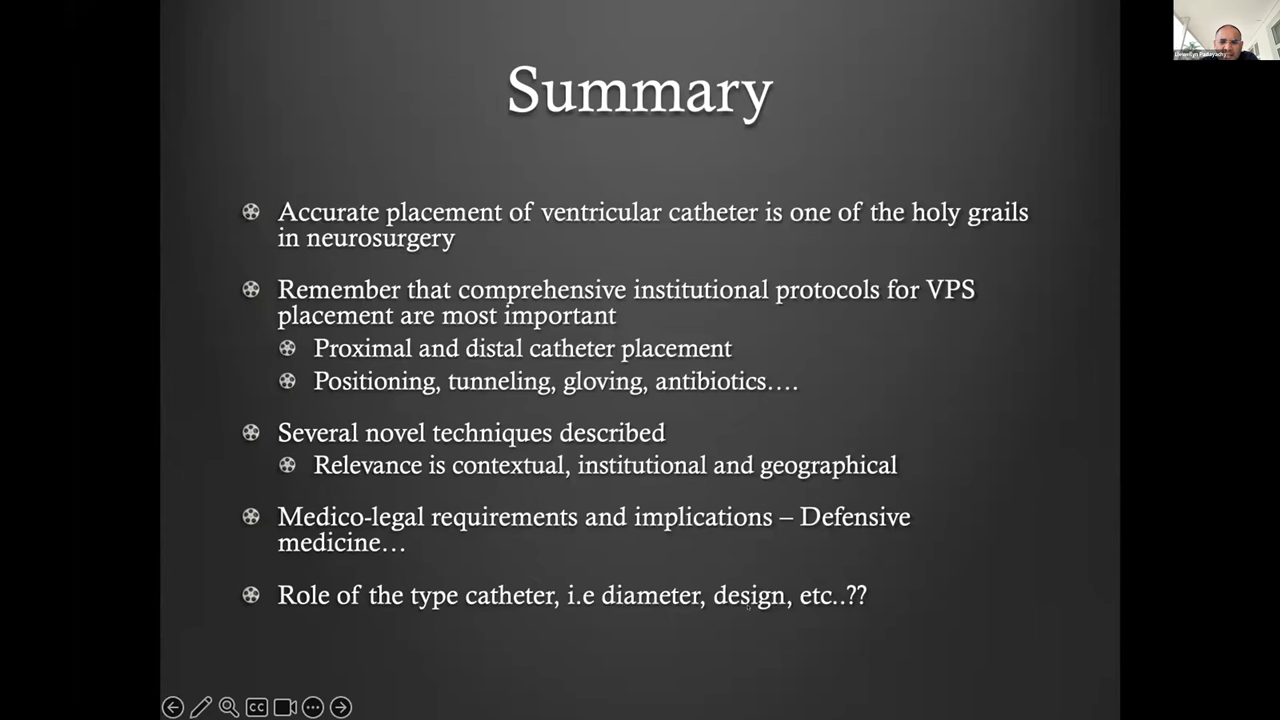 Summary
Accurate placement of ventricular catheter is one of the holy grails
in neurosurgery
Remember that comprehensive institutional protocols for VPS
placement are most important
Proximal and distal catheter placement
Positioning, tunneling, gloving, antibiotics….
Several novel techniques described
Relevance is contextual, institutional and geographical
Medico-legal requirements and implications – Defensive
medicine…
Role of the type catheter, i.e diameter, design, etc..??
CC